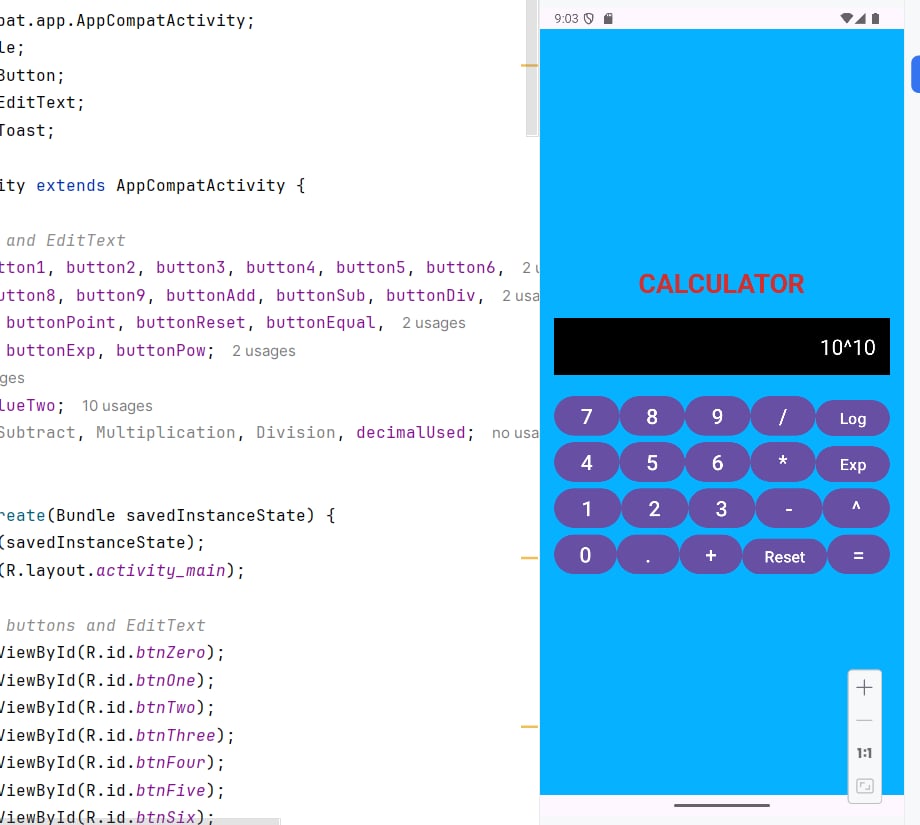 pat.app.AppCompatActivity;
le;
Button;
EditText;
Toast;
ity extends AppCompatActivity {
and EditText
tton1, button2, button3, button4, button5, button6, 2 u
utton8, button9, buttonAdd, buttonSub, buttonDiv, 2 usa
buttonPoint, buttonReset, buttonEqual, 2 usages
buttonExp, buttonPow; 2 usages
ges
lueTwo; 10 usages
Subtract, Multiplication, Division, decimalUsed; no usa
reate(Bundle savedInstanceState) {
(savedInstanceState);
(R.layout.activity_main);
buttons and EditText
ViewById(R.id.btnZero);
ViewById(R.id.btnOne);
ViewById(R.id.btnTwo);
ViewById(R.id.btnThree);
ViewById(R.id.btnFour);
ViewById(R.id.btnFive);
ViewById(R.id.btnSix);
9:03
CALCULATOR
10^10
7 8 9 / Log
4 5 6 * Exp
1 2 3 - ^
0 . + Reset =
1:1